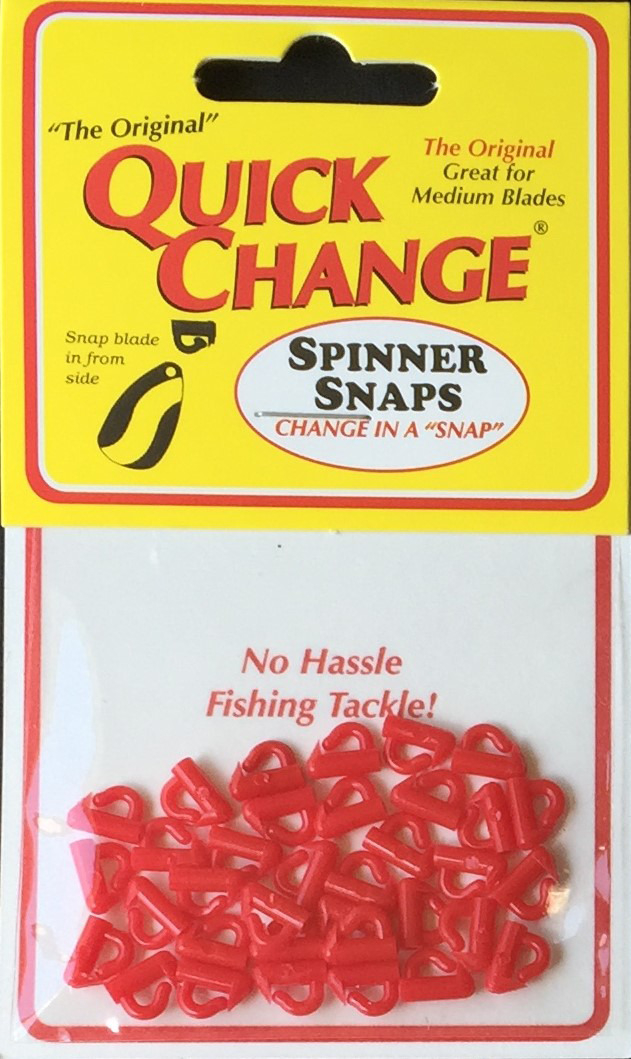 "The Original"
QUICK
CHANGE®
The Original
Great for
Medium Blades
Snap blade
in from
side
SPINNER
SNAPS
CHANGE IN A "SNAP"
No Hassle
Fishing Tackle!